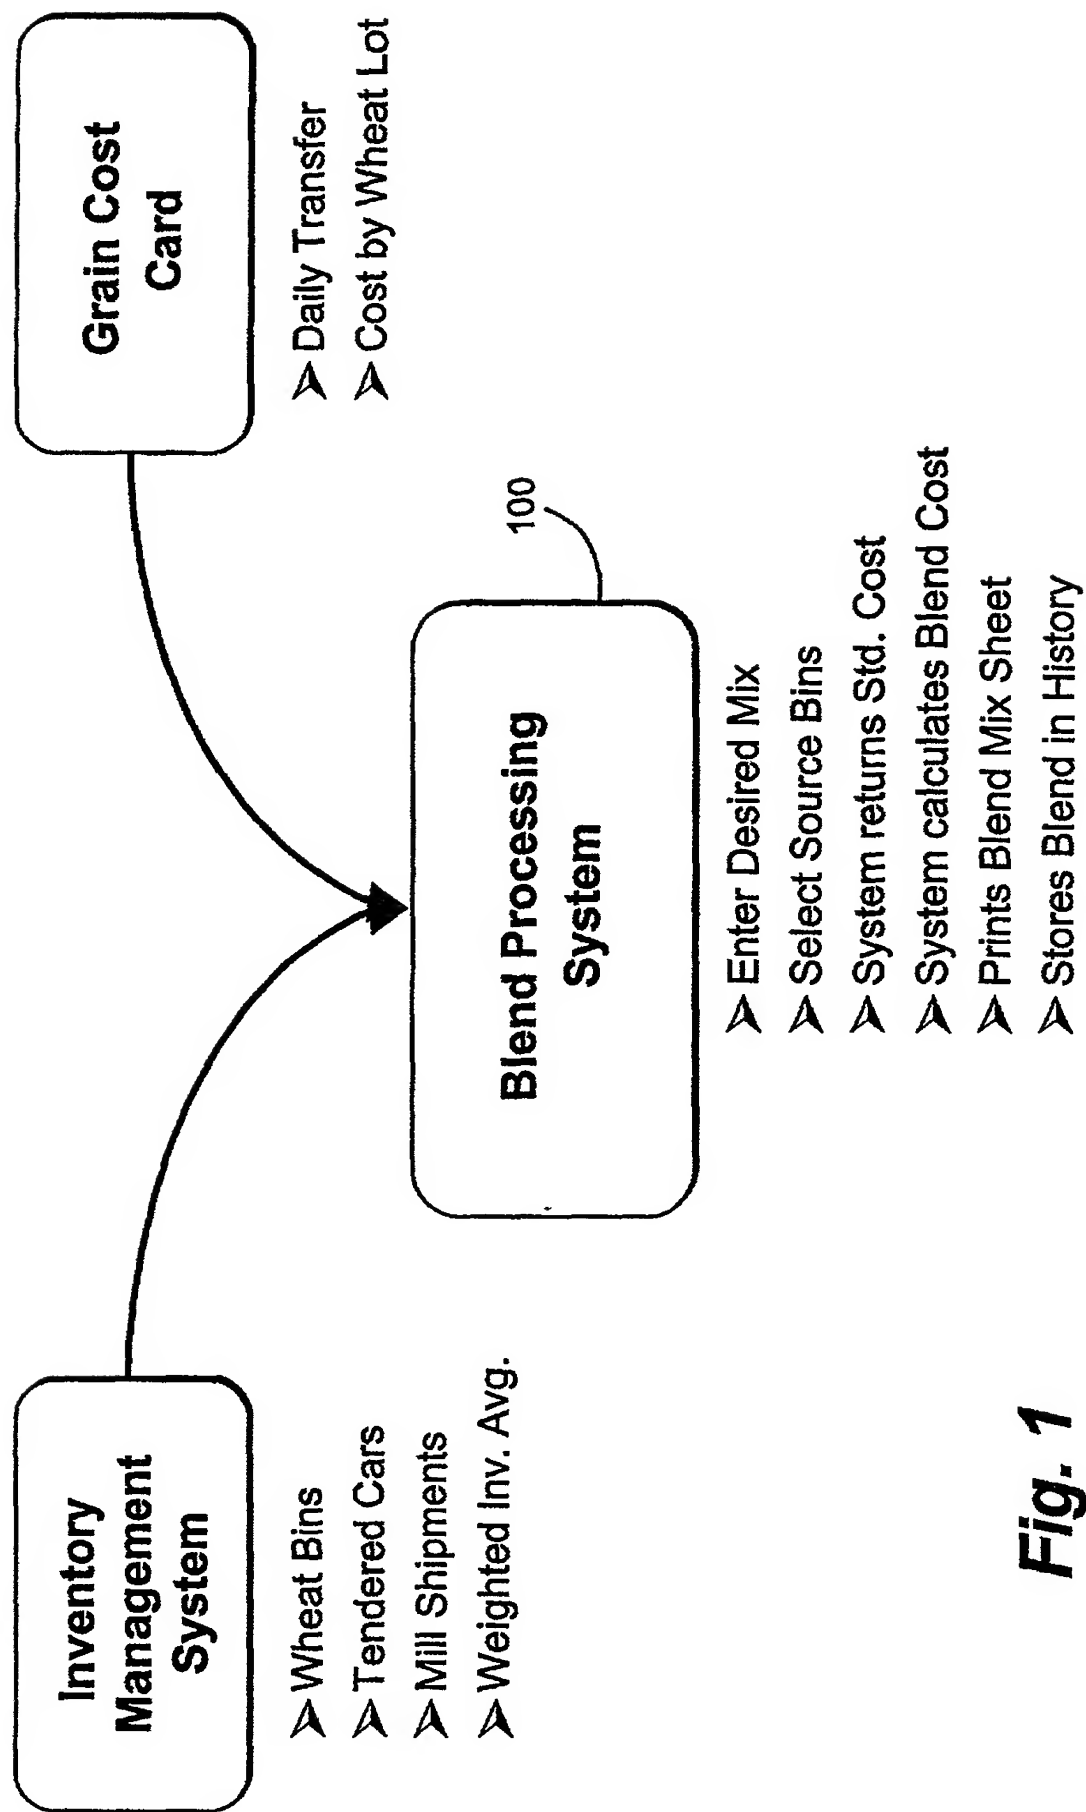 Inventory
Management
System
➢Wheat Bins
➢Tendered Cars
➢Mill Shipments
➢Weighted Inv. Avg.
Grain Cost
Card
➢Daily Transfer
➢Cost by Wheat Lot
100
Blend Processing
System
➢Enter Desired Mix
➢Select Source Bins
➢System returns Std. Cost
➢System calculates Blend Cost
➢Prints Blend Mix Sheet
➢Stores Blend in History
Fig. 1